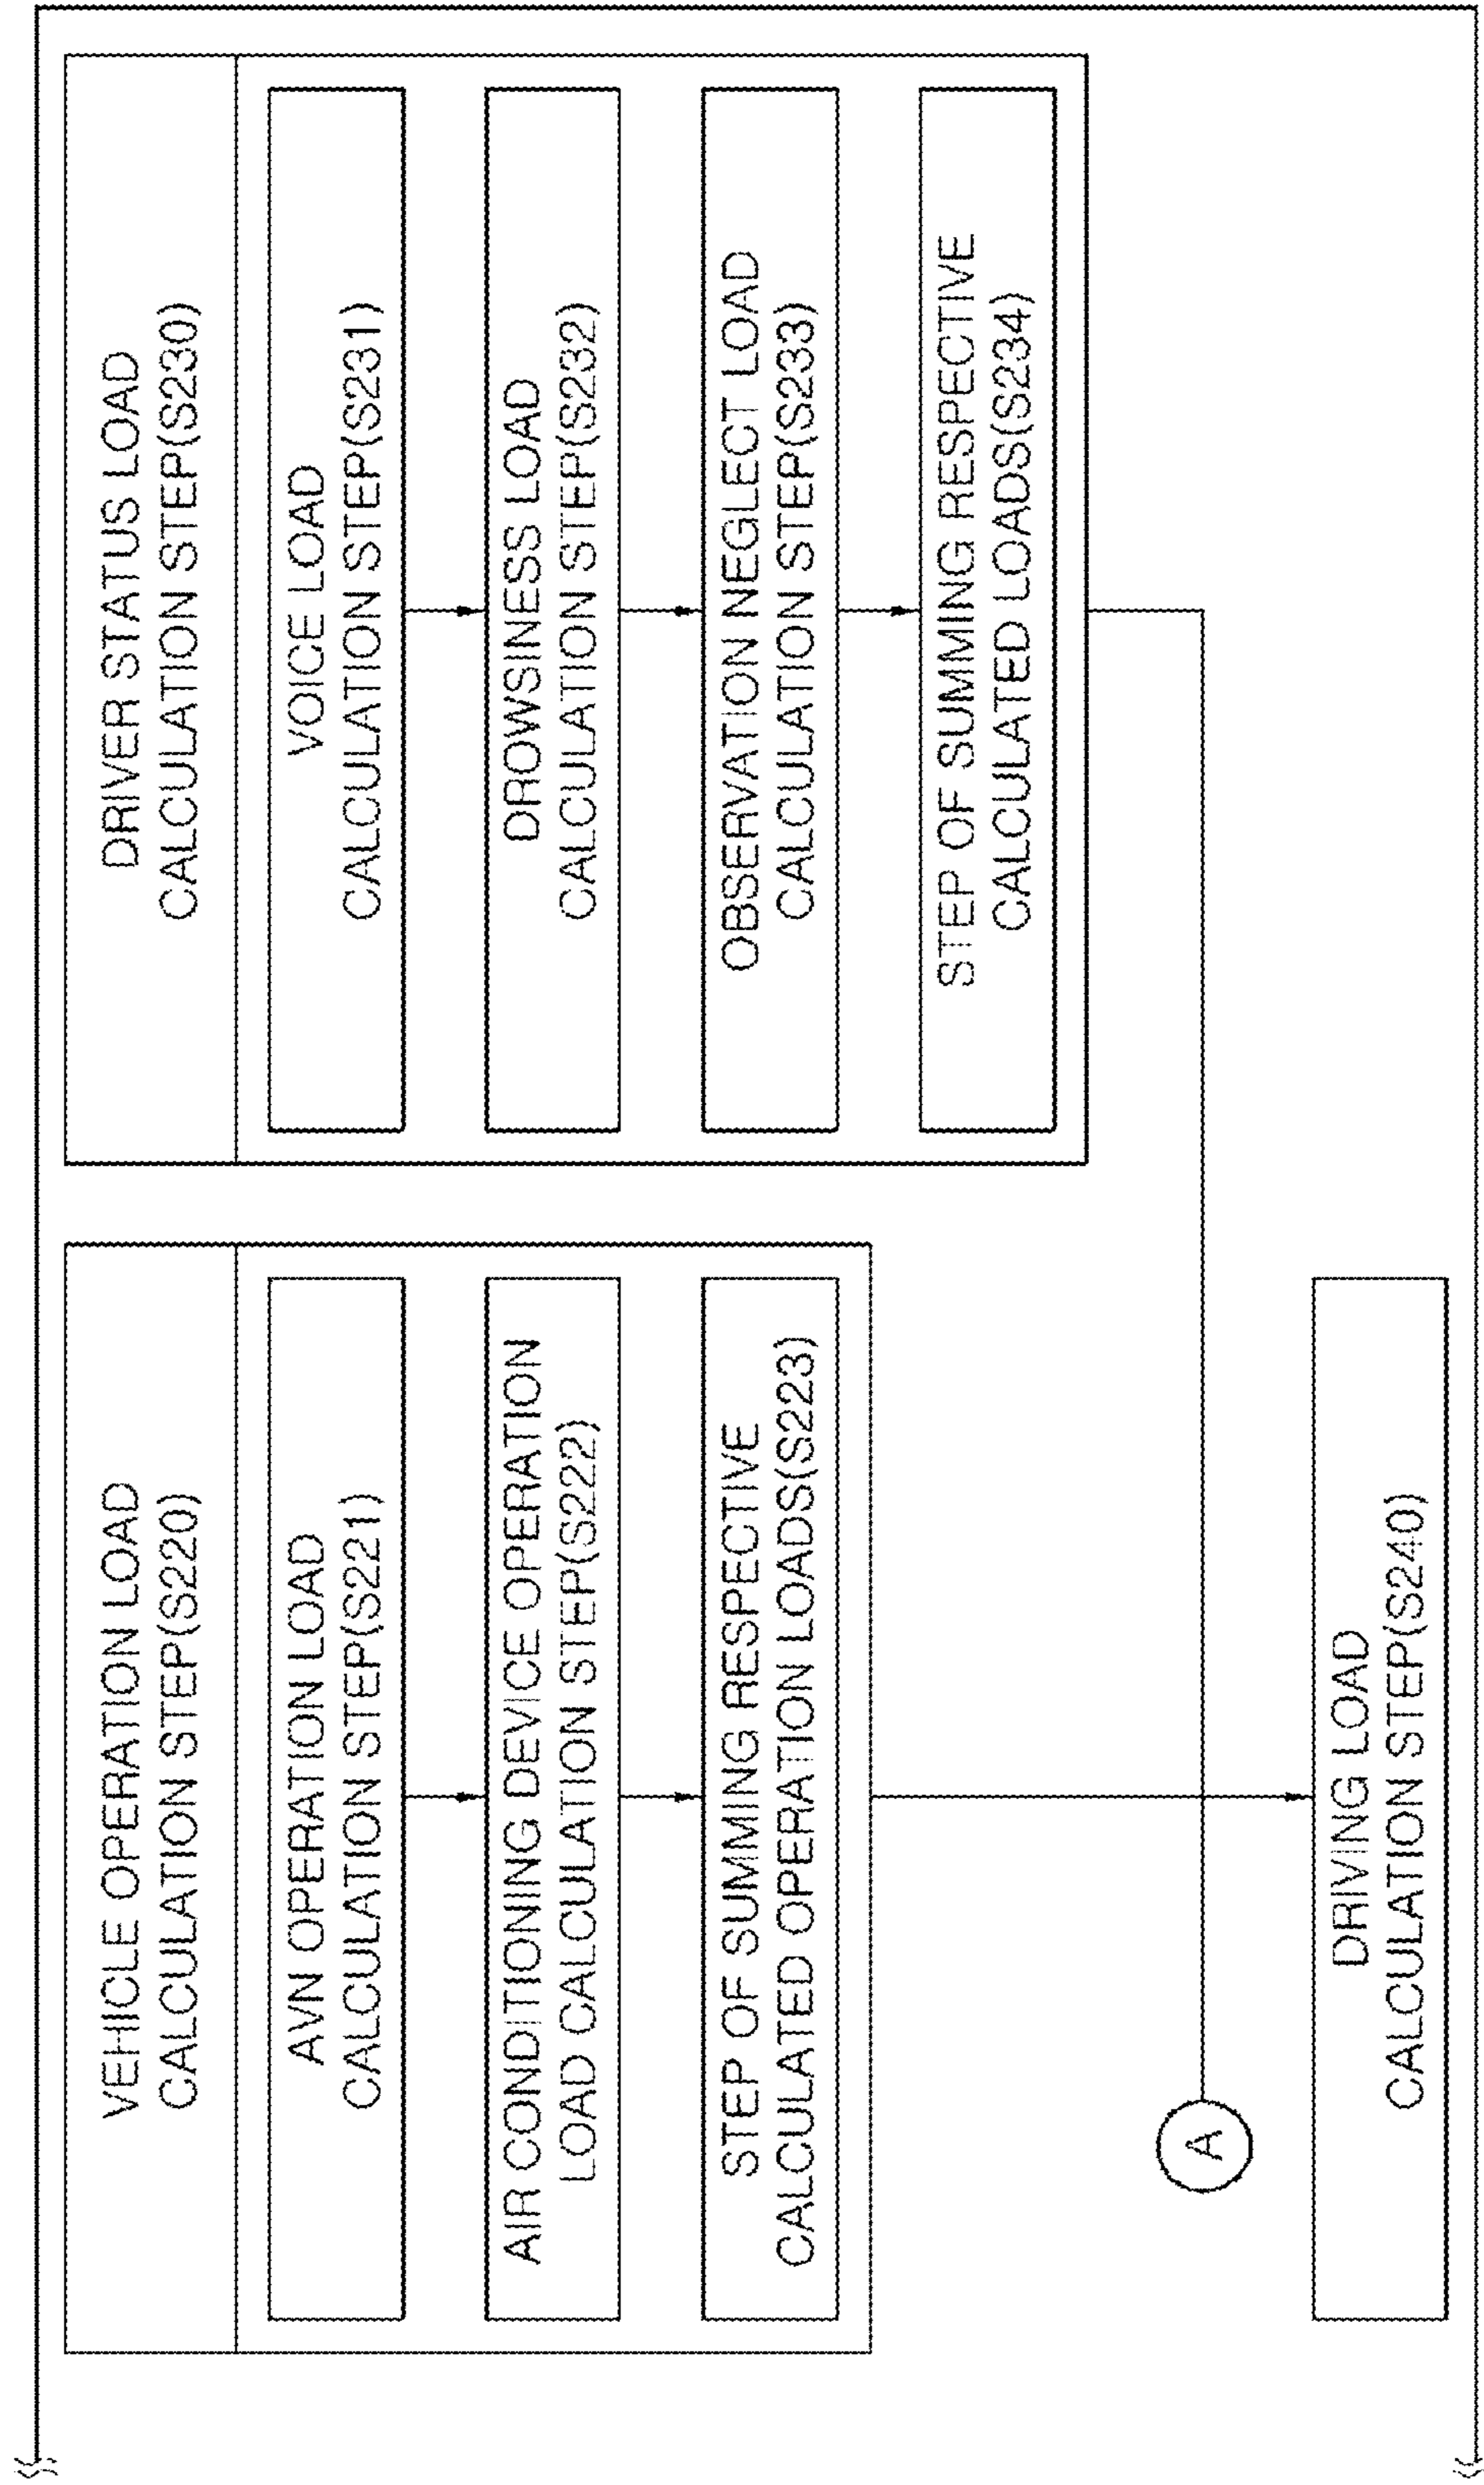 VEHICLE OPERATION LOAD
CALCULATION STEP(S220)
AVN OPERATION LOAD
CALCULATION STEP(S221)
AIR CONDITIONING DEVICE OPERATION
LOAD CALCULATION STEP(S222)
STEP OF SUMMING RESPECTIVE
CALCULATED OPERATION LOADS(S223)
DRIVER STATUS LOAD
CALCULATION STEP(S230)
VOICE LOAD
CALCULATION STEP(S231)
DROWSINESS LOAD
CALCULATION STEP(S232)
OBSERVATION NEGLECT LOAD
CALCULATION STEP(S233)
STEP OF SUMMING RESPECTIVE
CALCULATED LOADS(S234)
A
DRIVING LOAD
CALCULATION STEP(S240)